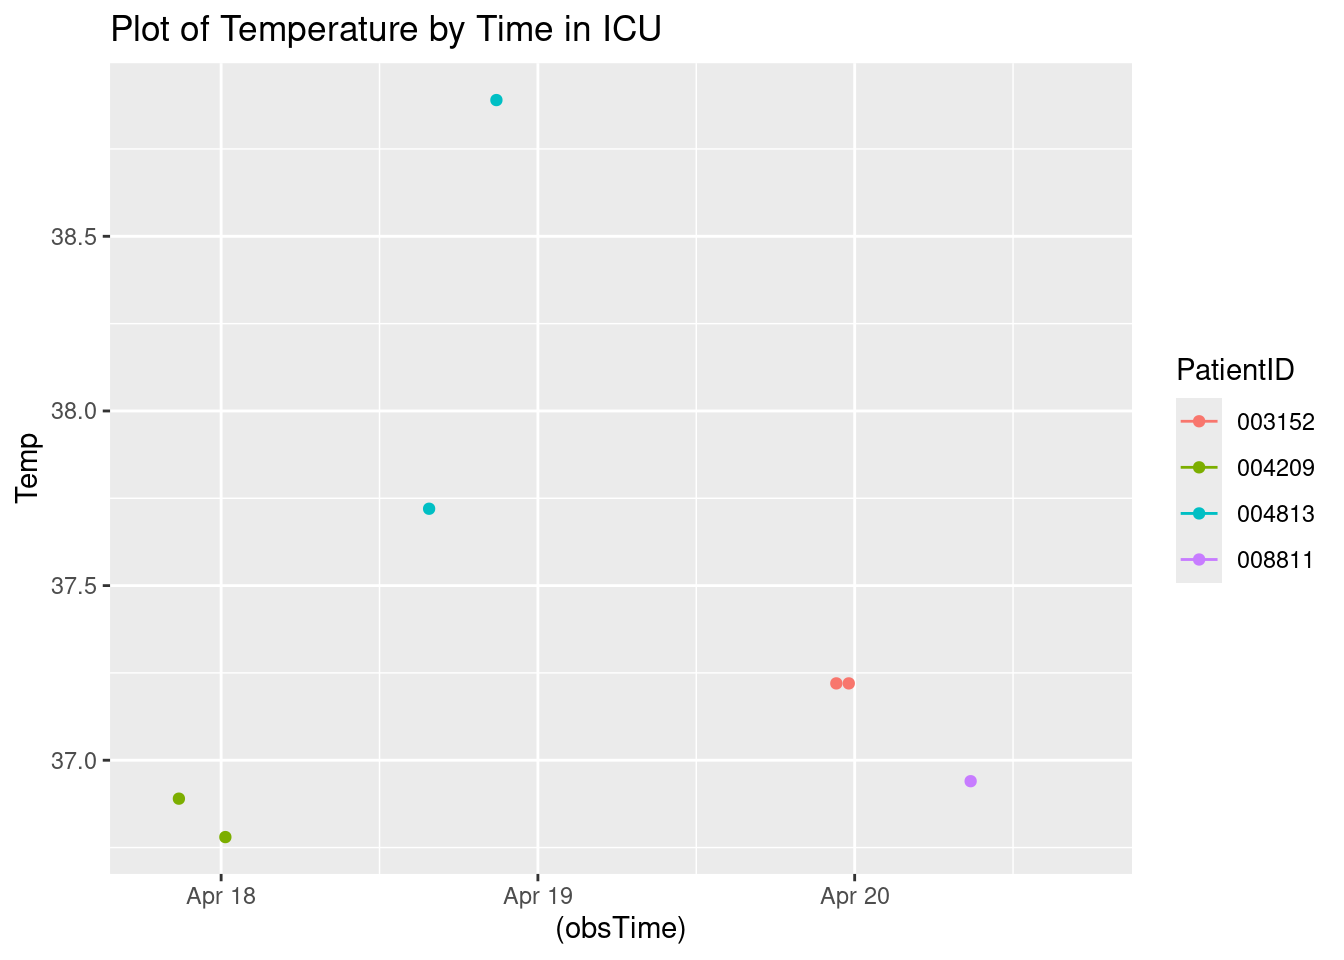 Plot of Temperature by Time in ICU
38.5
38.0
37.5
37.0
Temp
Apr 18
Apr 19
Apr 20
(obsTime)
PatientID
003152
004209
004813
008811